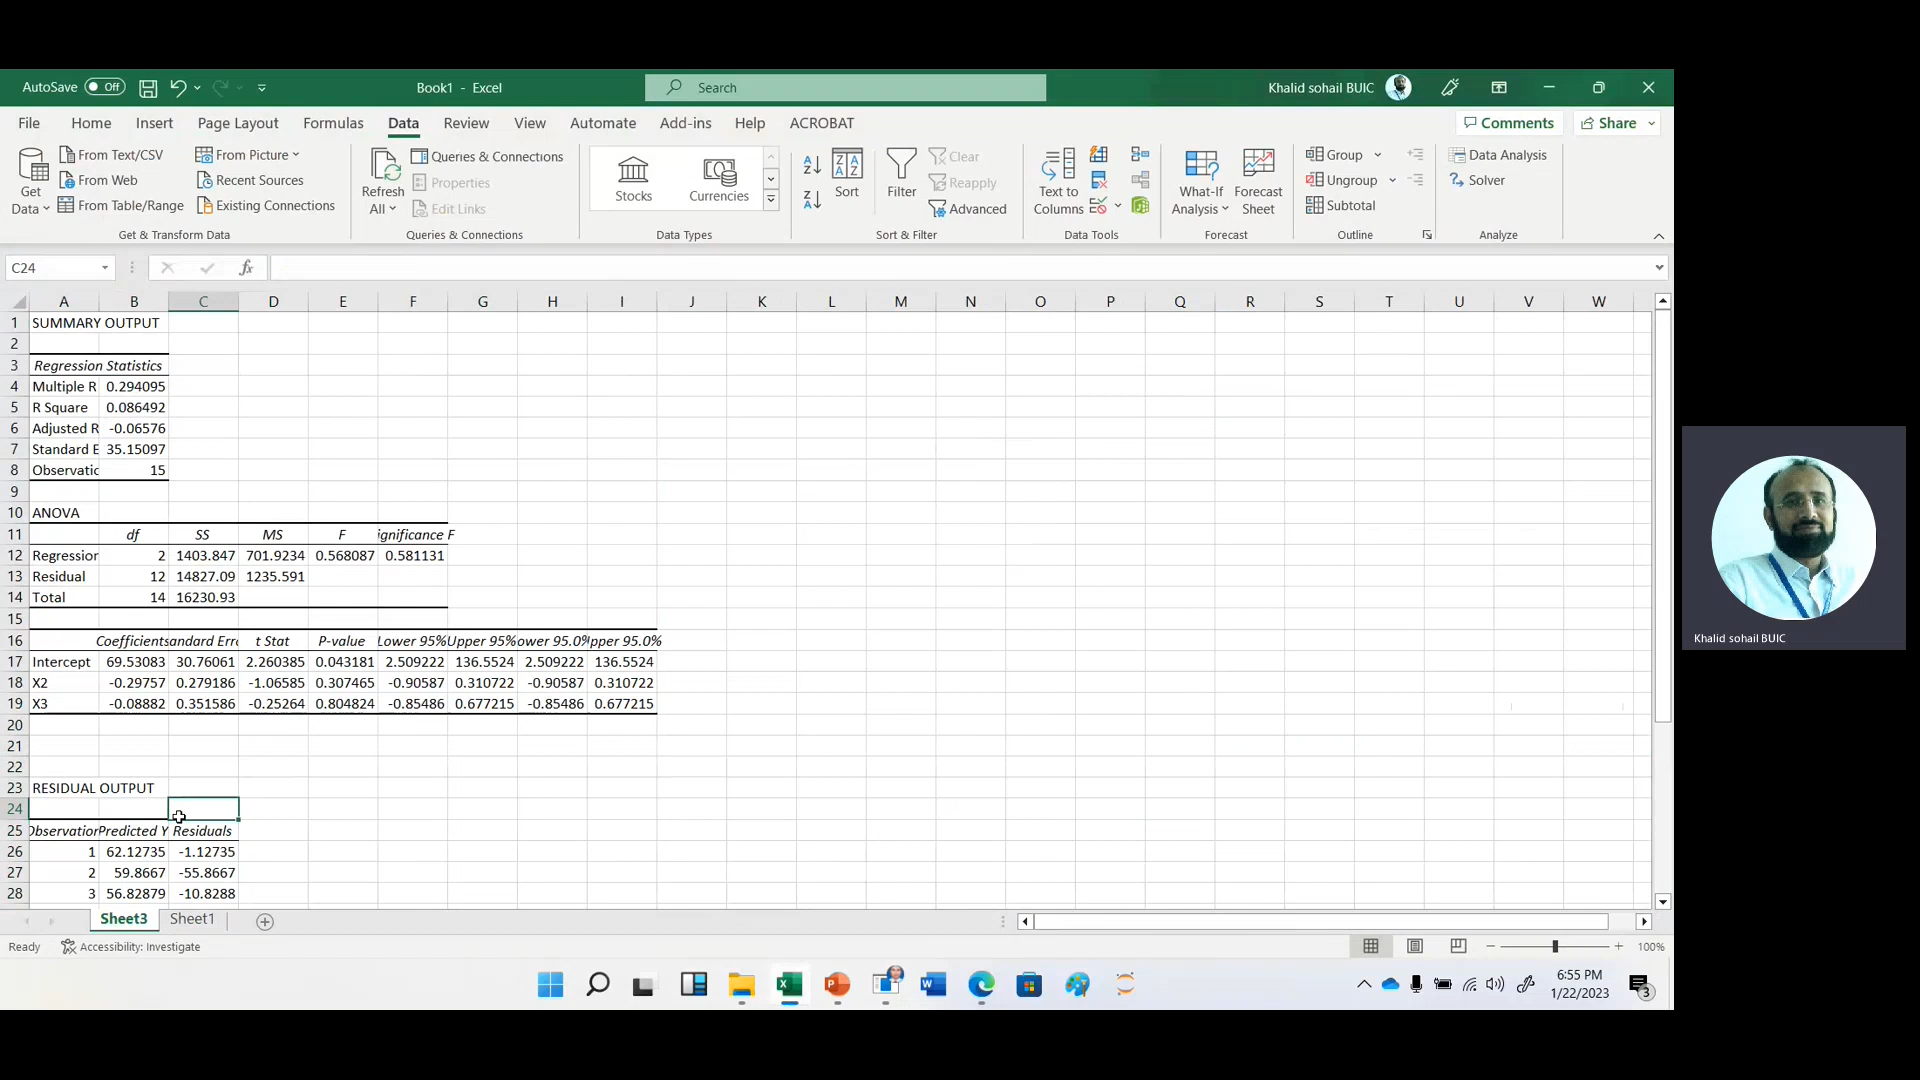 AutoSave Off Book1 - Excel Search Khalid sohail BUIC
File Home Insert Page Layout Formulas Data Review View Automate Add-ins Help ACROBAT Comments Share
Get Data From Text/CSV From Web From Table/Range From Picture Recent Sources Existing Connections
Refresh All Queries & Connections Properties Edit Links
Stocks Currencies
Sort Filter Clear Reapply Advanced
Text to Columns
What-If Analysis Forecast Sheet
Group Ungroup Subtotal
Data Analysis Solver
Get & Transform Data Queries & Connections Data Types Sort & Filter Data Tools Forecast Outline Analyze
C24 fx
A B C D E F G H I J K L M N O P Q R S T U V W
1 SUMMARY OUTPUT
2
3 Regression Statistics
4 Multiple R 0.294095
5 R Square 0.086492
6 Adjusted R -0.06576
7 Standard E 35.15097
8 Observatic 15
9
10 ANOVA
11 df SS MS F ignificance F
12 Regression 2 1403.847 701.9234 0.568087 0.581131
13 Residual 12 14827.09 1235.591
14 Total 14 16230.93
15
16 Coefficients andard Erro t Stat P-value Lower 95% Upper 95% ower 95.0% Ipper 95.0%
17 Intercept 69.53083 30.76061 2.260385 0.043181 2.509222 136.5524 2.509222 136.5524
18 X2 -0.29757 0.279186 -1.06585 0.307465 -0.90587 0.310722 -0.90587 0.310722
19 X3 -0.08882 0.351586 -0.25264 0.804824 -0.85486 0.677215 -0.85486 0.677215
20
21
22
23 RESIDUAL OUTPUT
24
25 Observation Predicted Y Residuals
26 1 62.12735 -1.12735
27 2 59.8667 -55.8667
28 3 56.82879 -10.8288
Sheet3 Sheet1
Ready Accessibility: Investigate 100%
6:55 PM
1/22/2023
3
Khalid sohail BUIC